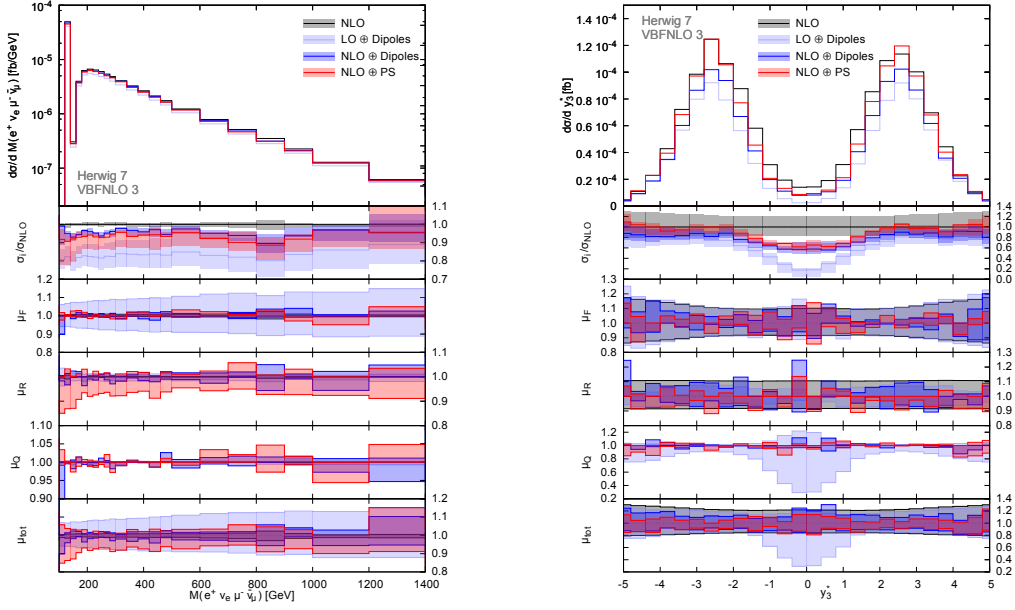 dσ/d M(e⁺ νₑ μ⁻ ν̃μ) [fb/GeV]
10⁻⁵
10⁻⁶
10⁻⁷
NLO
LO ⊕ Dipoles
NLO ⊕ Dipoles
NLO ⊕ PS
Herwig 7
VBFNLO 3
σᵢ/σNLO
1.1
1.0
0.9
0.8
0.7
μF
1.2
1.1
1.0
0.9
0.8
μR
1.1
1.0
0.9
0.8
μQ
1.10
1.05
1.00
0.95
0.90
μtot
1.2
1.1
1.0
0.9
0.8
200 400 600 800 1000 1200 1400
M(e⁺ νₑ μ⁻ ν̃μ) [GeV]
dσ/d y₃* [fb]
1.4 10⁻⁴
1.2 10⁻⁴
1 10⁻⁴
0.8 10⁻⁴
0.6 10⁻⁴
0.4 10⁻⁴
0.2 10⁻⁴
0
Herwig 7
VBFNLO 3
NLO
LO ⊕ Dipoles
NLO ⊕ Dipoles
NLO ⊕ PS
σᵢ/σNLO
1.4
1.2
1.0
0.8
0.6
0.4
0.2
0.0
μF
1.3
1.2
1.1
1.0
0.9
0.8
μR
1.3
1.2
1.1
1.0
0.9
0.8
μQ
1.2
1.0
0.8
0.6
0.4
0.2
μtot
1.4
1.2
1.0
0.8
0.6
0.4
0.2
-5 -4 -3 -2 -1 0 1 2 3 4 5
y₃*